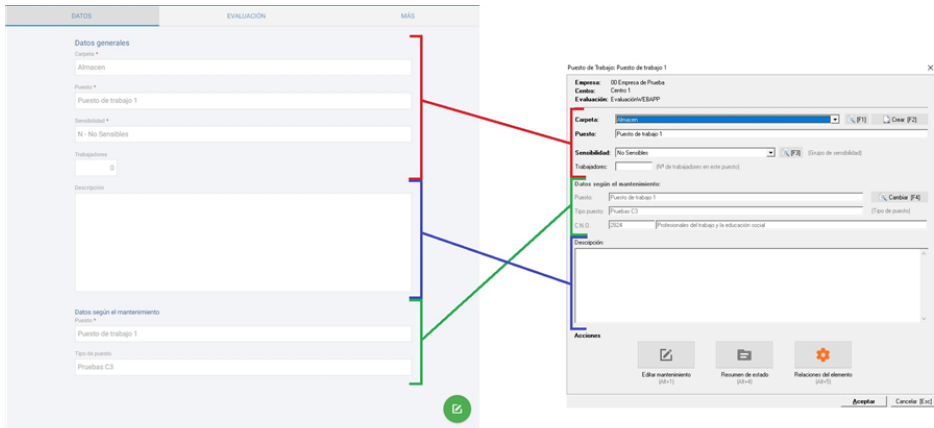 DATOS EVALUACIÓN MÁS
Datos generales
Carpeta *
Almacen
Puesto *
Puesto de trabajo 1
Sensibilidad *
N - No Sensibles
Trabajadores
0
Descripción
Datos según el mantenimiento
Puesto *
Puesto de trabajo 1
Tipo de puesto
Pruebas C3
Puesto de Trabajo: Puesto de trabajo 1
Empresa: 00 Empresa de Prueba
Centro: Centro 1
Evaluación: EvaluaciónWEBAPP
Carpeta: Almacen [F1] Crear [F2]
Puesto: Puesto de trabajo 1
Sensibilidad: No Sensibles [F3] (Grupo de sensibilidad)
Trabajadores: (Nº de trabajadores en este puesto)
Datos según el mantenimiento:
Puesto Puesto de trabajo 1 Cambiar [F4]
Tipo puesto Pruebas C3 (Tipo de puesto)
C.N.O. 2824 Profesionales del trabajo y la educación social
Descripción:
Acciones
Editar mantenimiento Resumen de estado Relaciones del elemento
(Alt+1) (Alt+4) (Alt+5)
Aceptar Cancelar [Esc]